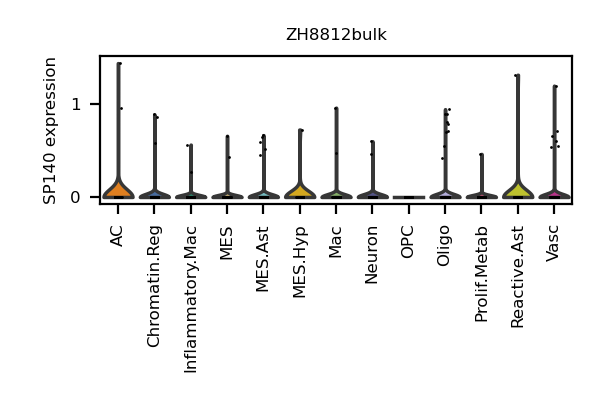 ZH8812bulk
SP140 expression
1
0
AC
Chromatin.Reg
Inflammatory.Mac
MES
MES.Ast
MES.Hyp
Mac
Neuron
OPC
Oligo
Prolif.Metab
Reactive.Ast
Vasc